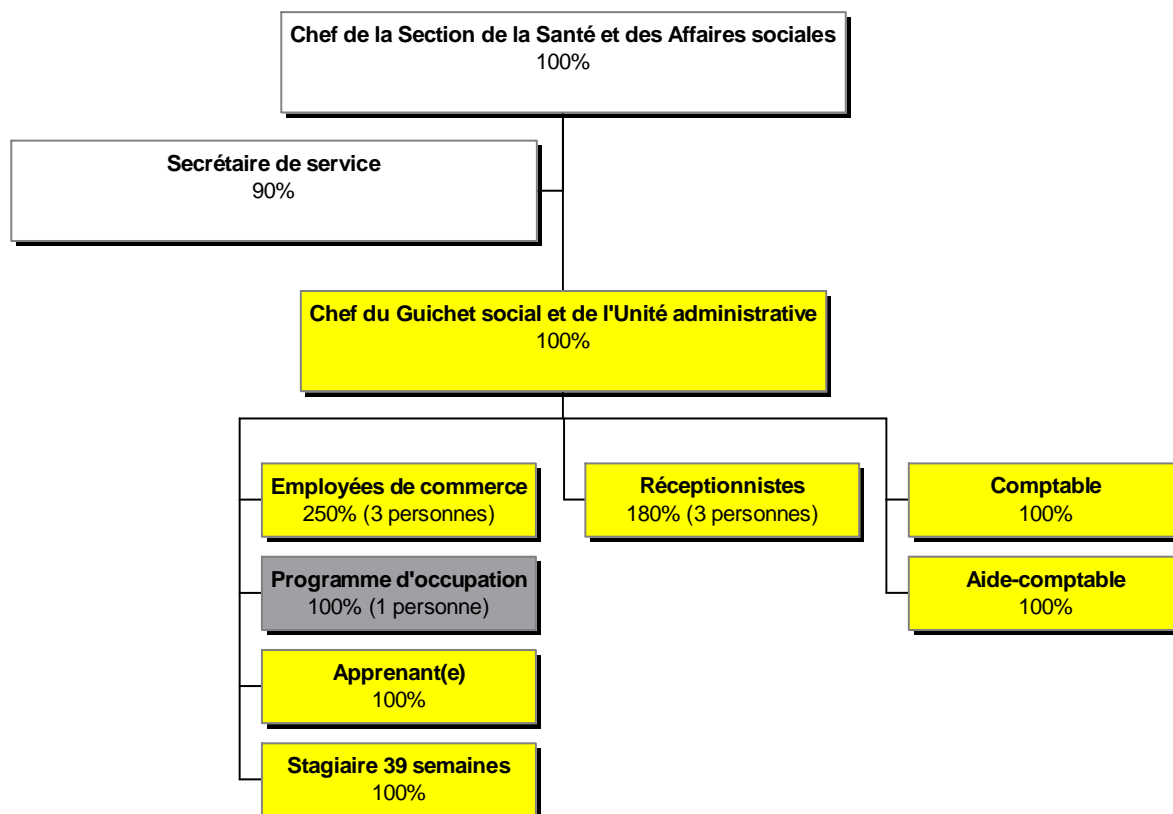 Chef de la Section de la Santé et des Affaires sociales
100%
Secrétaire de service
90%
Chef du Guichet social et de l'Unité administrative
100%
Employées de commerce
250% (3 personnes)
Programme d'occupation
100% (1 personne)
Apprenant(e)
100%
Stagiaire 39 semaines
100%
Réceptionnistes
180% (3 personnes)
Comptable
100%
Aide-comptable
100%